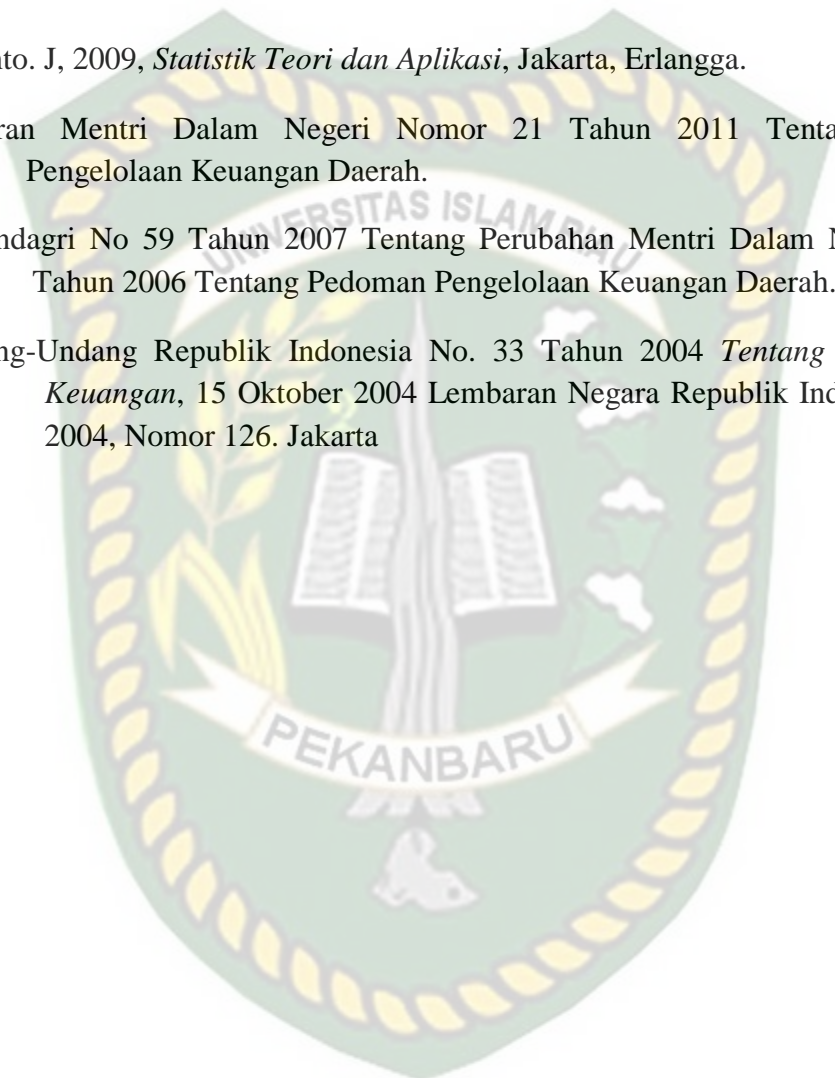 nto. J, 2009, Statistik Teori dan Aplikasi, Jakarta, Erlangga.
ran Mentri Dalam Negeri Nomor 21 Tahun 2011 Tenta
Pengelolaan Keuangan Daerah.
ndagri No 59 Tahun 2007 Tentang Perubahan Mentri Dalam N
Tahun 2006 Tentang Pedoman Pengelolaan Keuangan Daerah.
ng-Undang Republik Indonesia No. 33 Tahun 2004 Tentang
Keuangan, 15 Oktober 2004 Lembaran Negara Republik Ind
2004, Nomor 126. Jakarta
UNIVERSITAS ISLAM RIAU
PEKANBARU